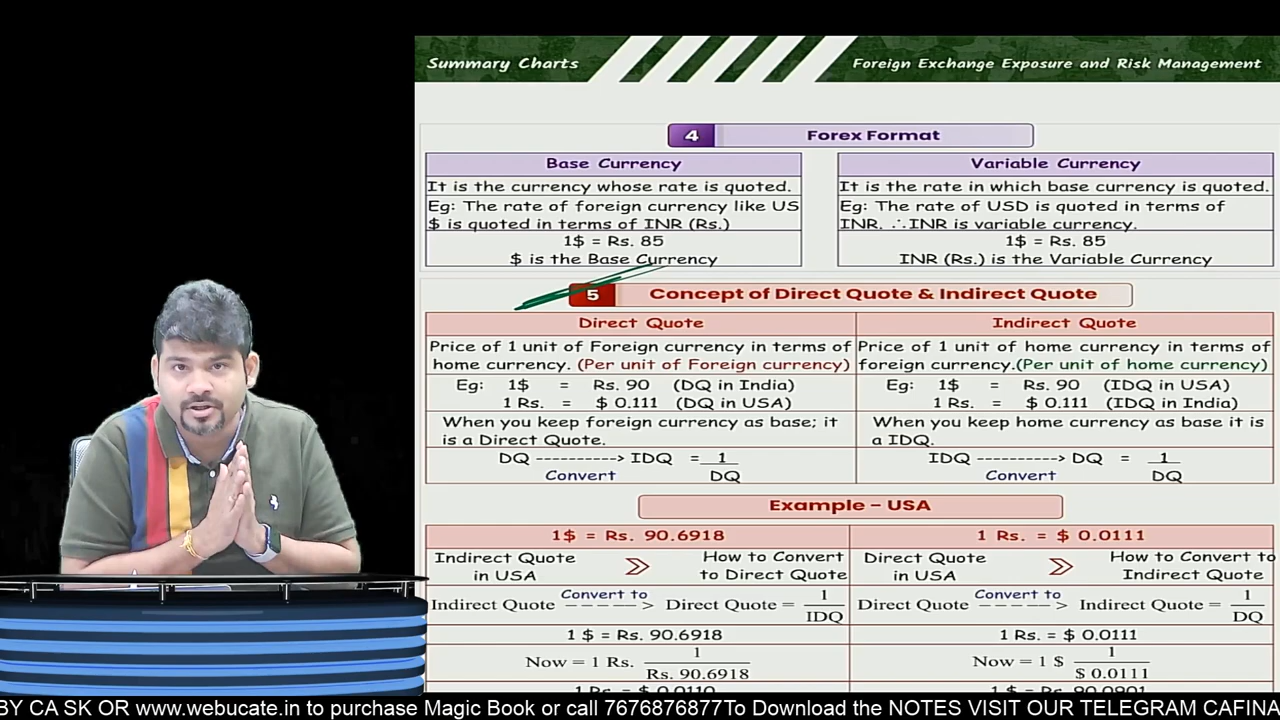 Summary Charts
Foreign Exchange Exposure and Risk Management
4 Forex Format
Base Currency
It is the currency whose rate is quoted.
Eg: The rate of foreign currency like US
$ is quoted in terms of INR (Rs.)
1$ = Rs. 85
$ is the Base Currency
Variable Currency
It is the rate in which base currency is quoted.
Eg: The rate of USD is quoted in terms of
INR. ∴INR is variable currency.
1$ = Rs. 85
INR (Rs.) is the Variable Currency
5 Concept of Direct Quote & Indirect Quote
Direct Quote
Price of 1 unit of Foreign currency in terms of
home currency. (Per unit of Foreign currency)
Eg: 1$ = Rs. 90 (DQ in India)
1 Rs. = $ 0.111 (DQ in USA)
When you keep foreign currency as base; it
is a Direct Quote.
DQ ----------> IDQ = 1
Convert DQ
Indirect Quote
Price of 1 unit of home currency in terms of
foreign currency.(Per unit of home currency)
Eg: 1$ = Rs. 90 (IDQ in USA)
1 Rs. = $ 0.111 (IDQ in India)
When you keep home currency as base it is
a IDQ.
IDQ ----------> DQ = 1
Convert DQ
Example - USA
1$ = Rs. 90.6918
Indirect Quote
in USA
How to Convert
to Direct Quote
Convert to
Indirect Quote - - - - - > Direct Quote = 1
IDQ
1 $ = Rs. 90.6918
Now = 1 Rs. 1
Rs. 90.6918
1 Rs. = $ 0.0110
1 Rs. = $ 0.0111
Direct Quote
in USA
How to Convert to
Indirect Quote
Convert to
Direct Quote - - - - - > Indirect Quote = 1
DQ
1 Rs. = $ 0.0111
Now = 1 $ 1
$ 0.0111
1 $ = Rs. 90.0901
BY CA SK OR www.webucate.in to purchase Magic Book or call 7676876877To Download the NOTES VISIT OUR TELEGRAM CAFINA